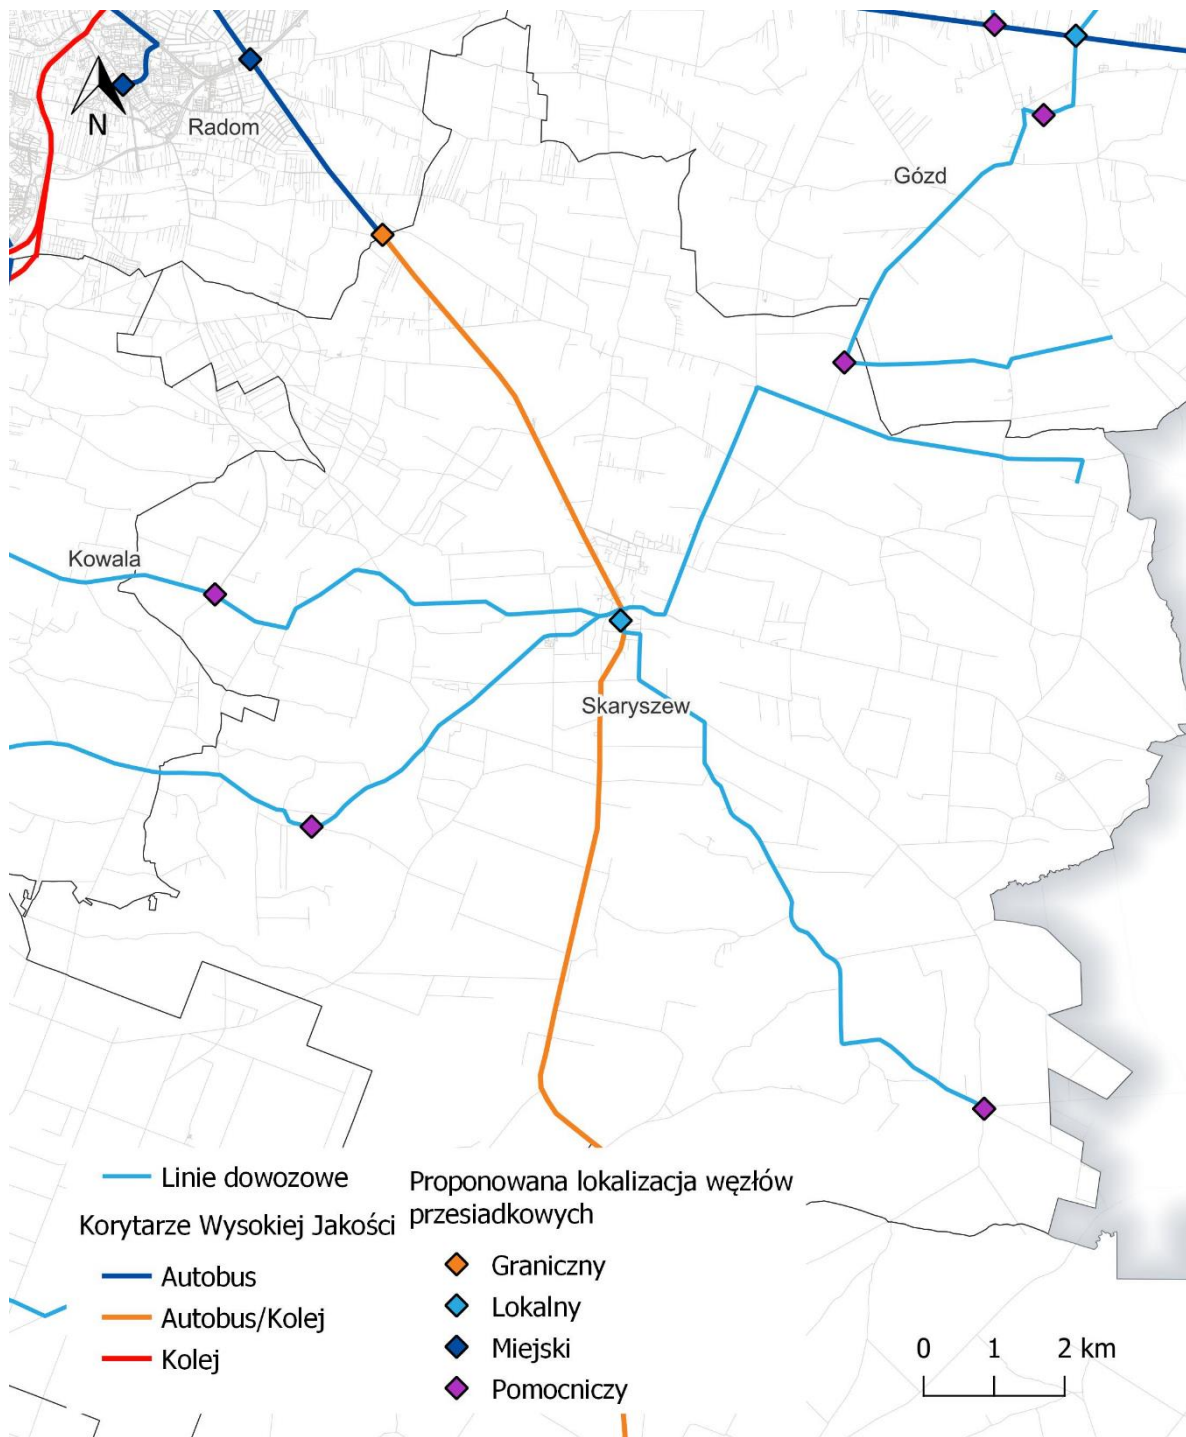 N
Radom
Gózd
Kowala
Skaryszew
Linie dowozowe
Korytarze Wysokiej Jakości
Autobus
Autobus/Kolej
Kolej
Proponowana lokalizacja węzłów
przesiadkowych
Graniczny
Lokalny
Miejski
Pomocniczy
0 1 2 km